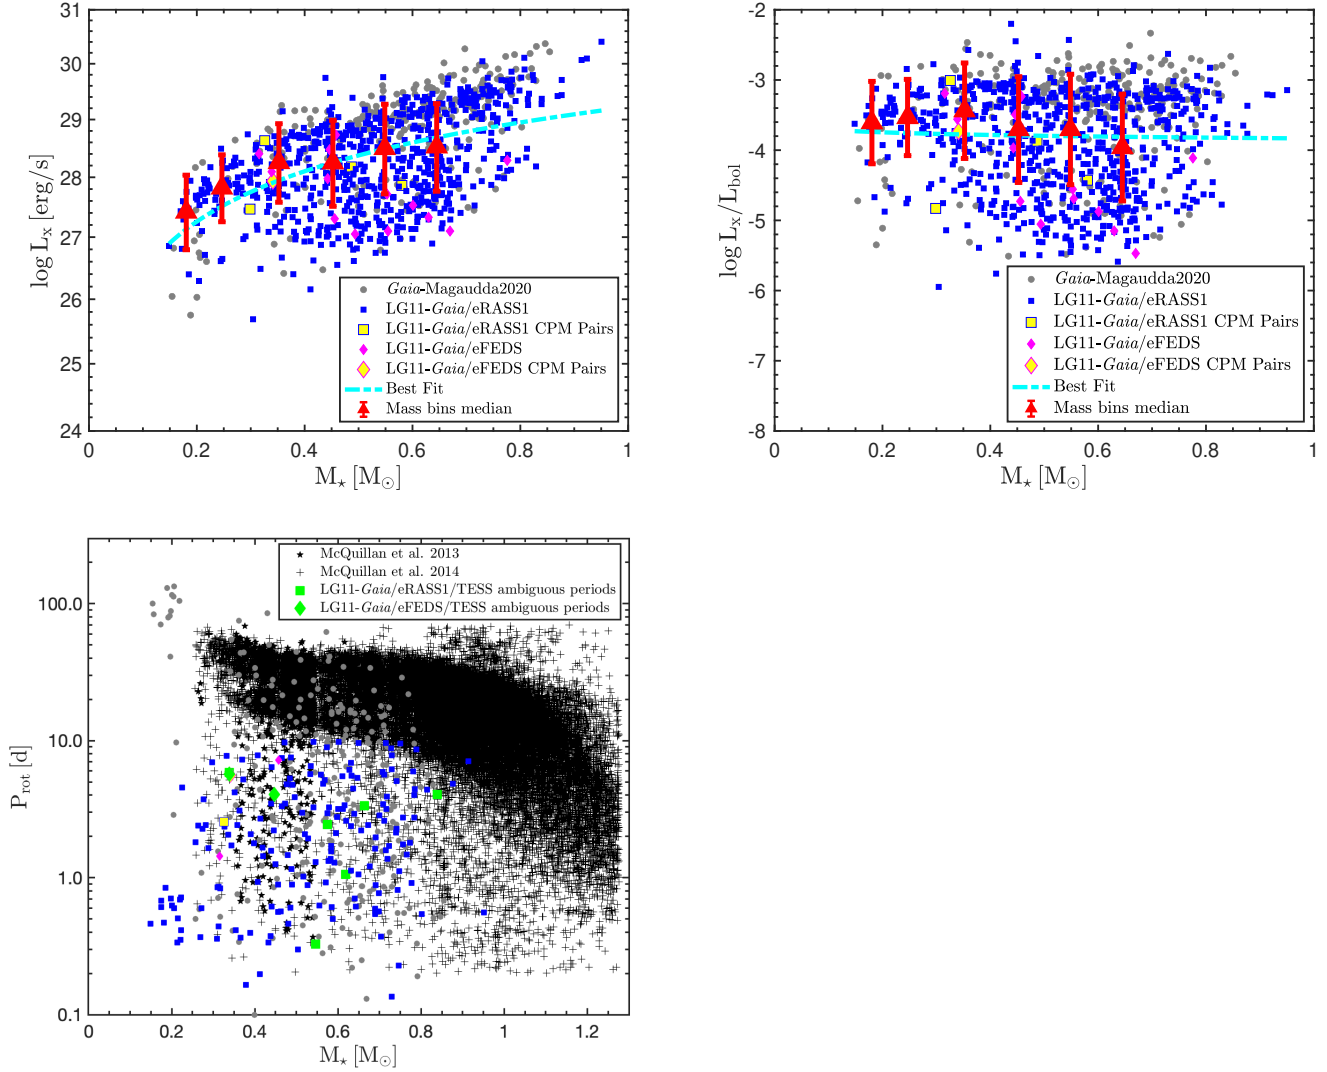 30
29
28
27
26
25
24
0
0.2
0.4
0.6
0.8
1
log Lx [erg/s]
M⋆ [M⊙]
Gaia-Magaudda2020
LG11-Gaia/eRASS1
LG11-Gaia/eRASS1 CPM Pairs
LG11-Gaia/eFEDS
LG11-Gaia/eFEDS CPM Pairs
Best Fit
Mass bins median
-2
-3
-4
-5
-6
-7
-8
0
0.2
0.4
0.6
0.8
1
log Lx/Lbol
M⋆ [M⊙]
Gaia-Magaudda2020
LG11-Gaia/eRASS1
LG11-Gaia/eRASS1 CPM Pairs
LG11-Gaia/eFEDS
LG11-Gaia/eFEDS CPM Pairs
Best Fit
Mass bins median
McQuillan et al. 2013
McQuillan et al. 2014
LG11-Gaia/eRASS1/TESS ambiguous periods
LG11-Gaia/eFEDS/TESS ambiguous periods
100.0
10.0
1.0
0.1
0
0.2
0.4
0.6
0.8
1
1.2
Prot [d]
M⋆ [M⊙]